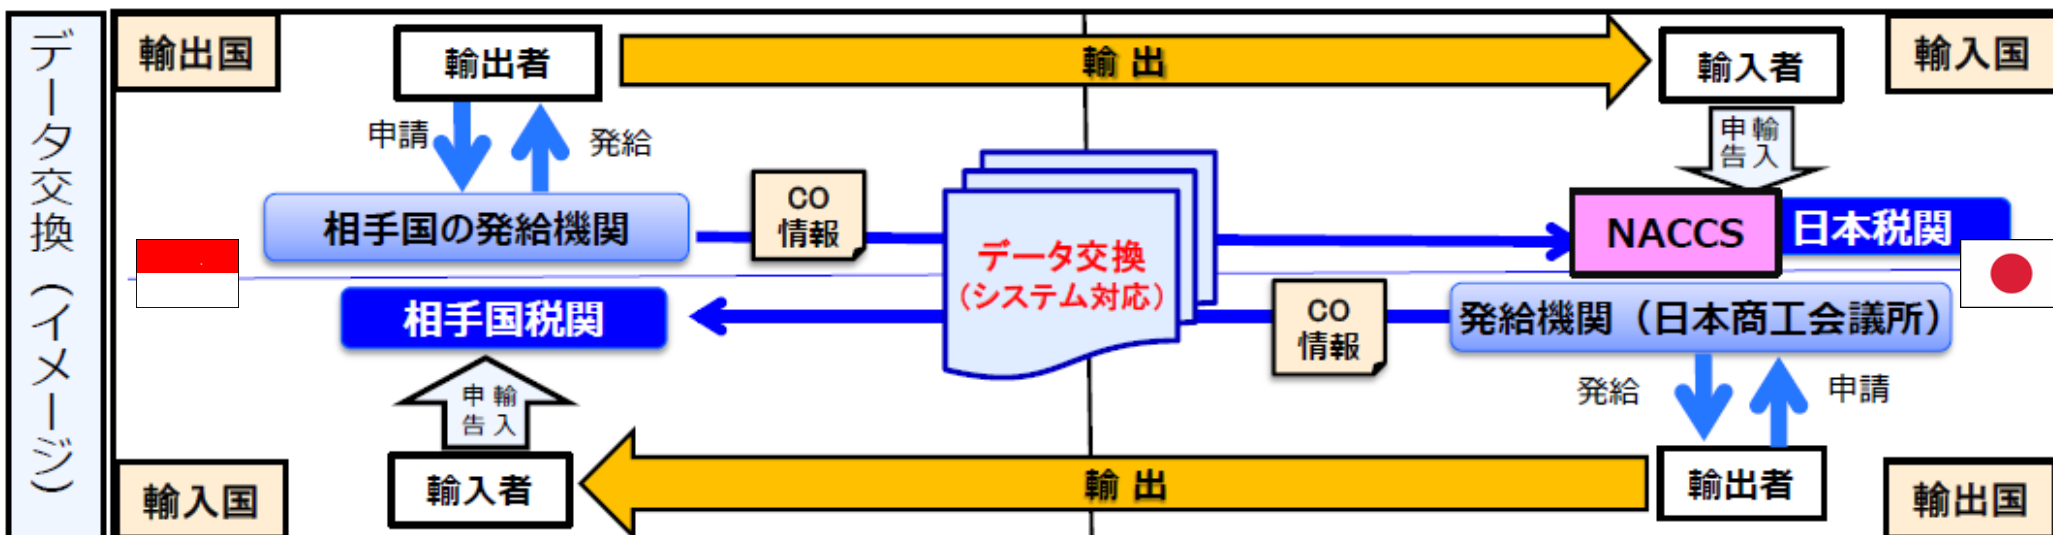 データ交換（イメージ）
輸出国
輸出者
輸出
輸入者
輸入国
申請
発給
輸入
申告
相手国の発給機関
CO
情報
データ交換
（システム対応）
NACCS
日本税関
相手国税関
CO
情報
発給機関（日本商工会議所）
輸入
申告
発給
申請
輸入国
輸入者
輸出
輸出者
輸出国